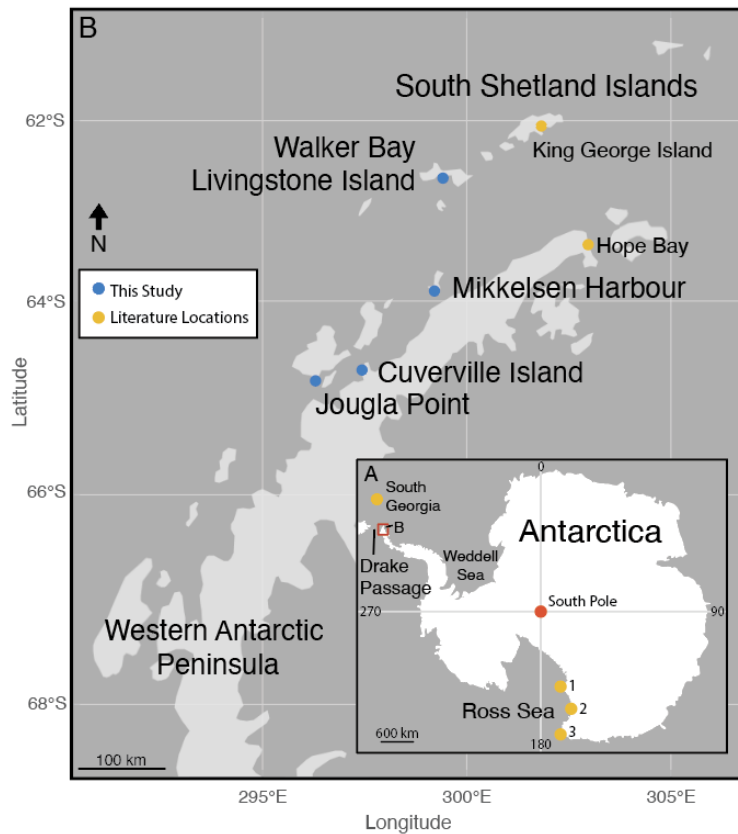 B
South Shetland Islands
62°S
King George Island
Walker Bay
Livingstone Island
N
Hope Bay
This Study
Literature Locations
64°S
Mikkelsen Harbour
Cuverville Island
Jougla Point
Latitude
66°S
A
0
South
Georgia
B
Antarctica
Drake
Passage
Weddell
Sea
South Pole
270
90
Western Antarctic
Peninsula
1
Ross Sea
2
3
68°S
600 km
180
100 km
295°E
300°E
305°E
Longitude